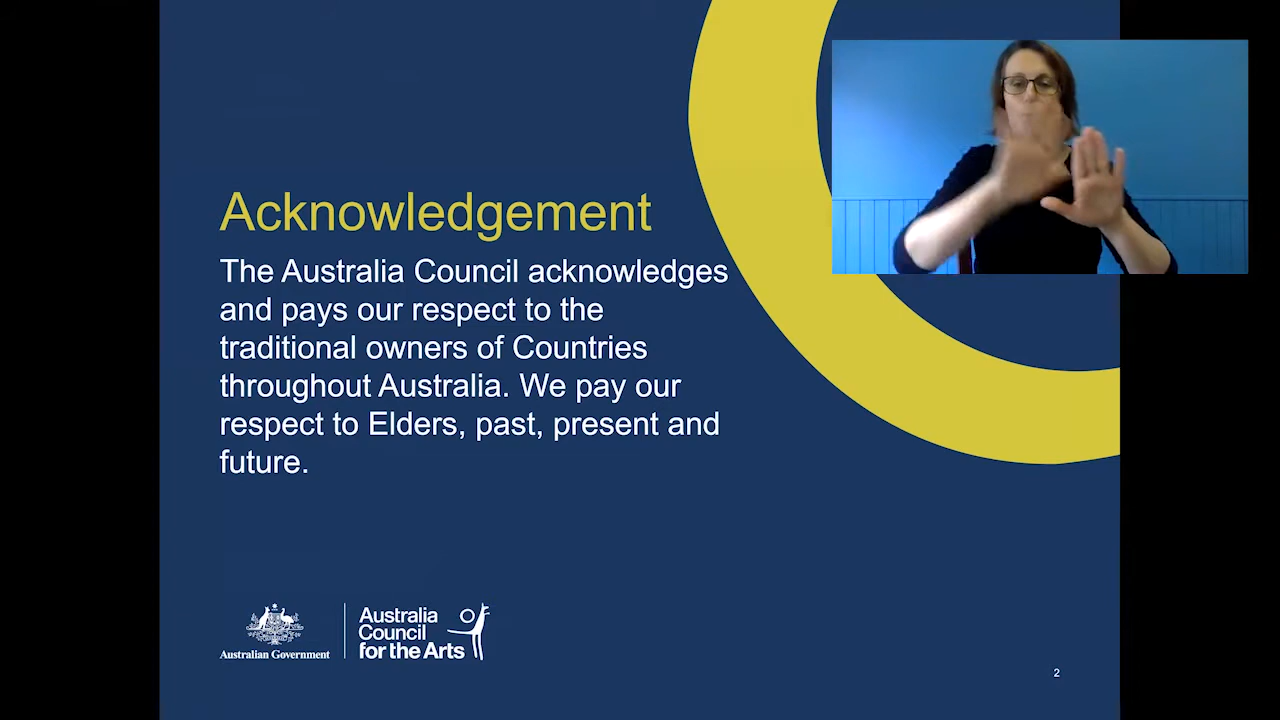 Acknowledgement
The Australia Council acknowledges
and pays our respect to the
traditional owners of Countries
throughout Australia. We pay our
respect to Elders, past, present and
future.
Australian Government
Australia
Council
for the Arts
2